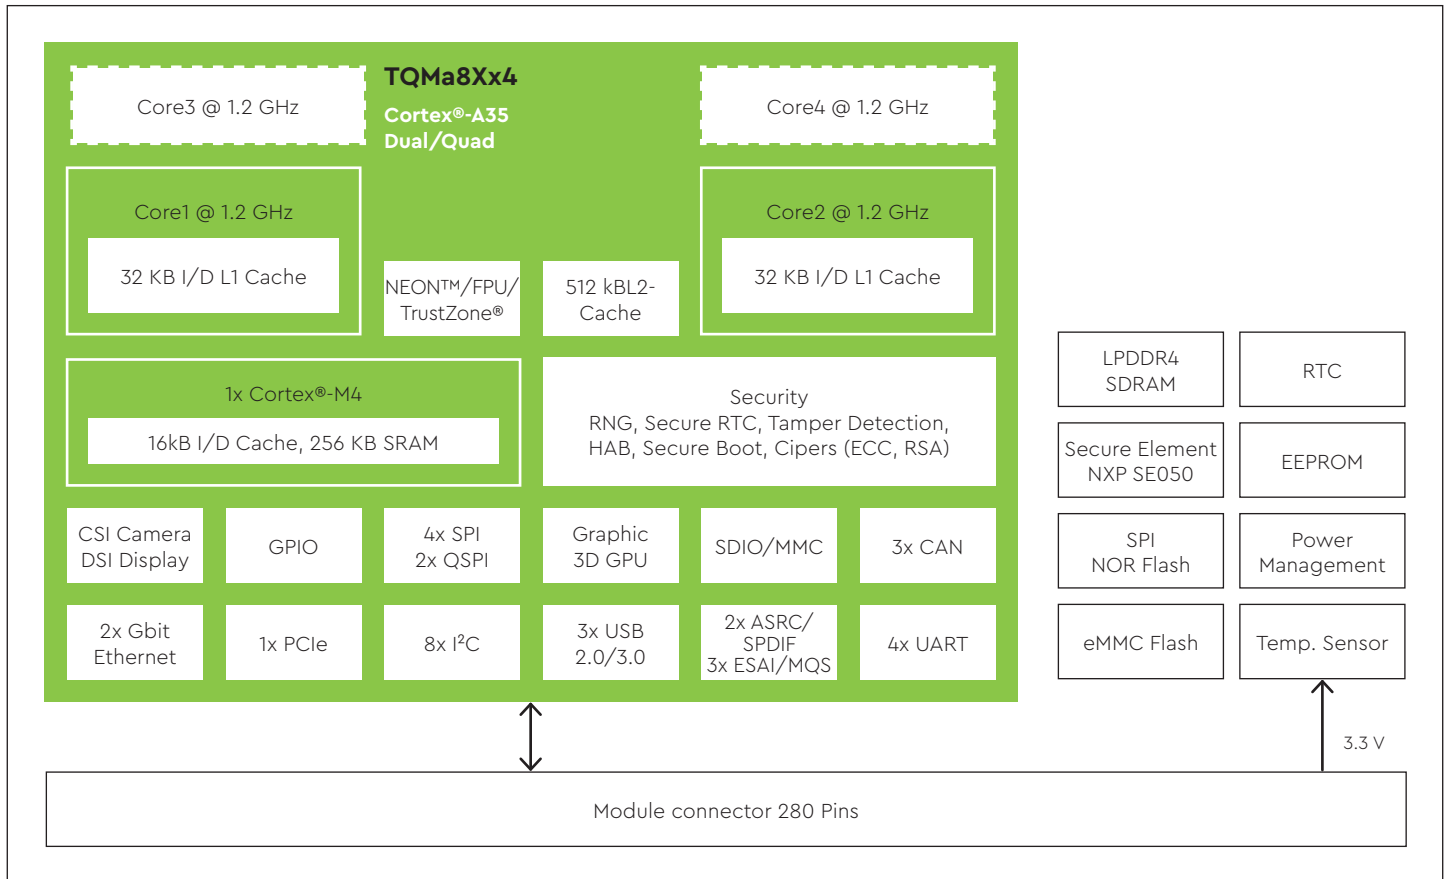 TQMa8Xx4
Cortex®-A35
Dual/Quad
Core3 @ 1.2 GHz
Core4 @ 1.2 GHz
Core1 @ 1.2 GHz
32 KB I/D L1 Cache
NEON™/FPU/
TrustZone®
512 kBL2-
Cache
Core2 @ 1.2 GHz
32 KB I/D L1 Cache
1x Cortex®-M4
16kB I/D Cache, 256 KB SRAM
Security
RNG, Secure RTC, Tamper Detection,
HAB, Secure Boot, Cipers (ECC, RSA)
CSI Camera
DSI Display
GPIO
4x SPI
2x QSPI
Graphic
3D GPU
SDIO/MMC
3x CAN
2x Gbit
Ethernet
1x PCIe
8x I²C
3x USB
2.0/3.0
2x ASRC/
SPDIF
3x ESAI/MQS
4x UART
LPDDR4
SDRAM
RTC
Secure Element
NXP SE050
EEPROM
SPI
NOR Flash
Power
Management
eMMC Flash
Temp. Sensor
3.3 V
Module connector 280 Pins